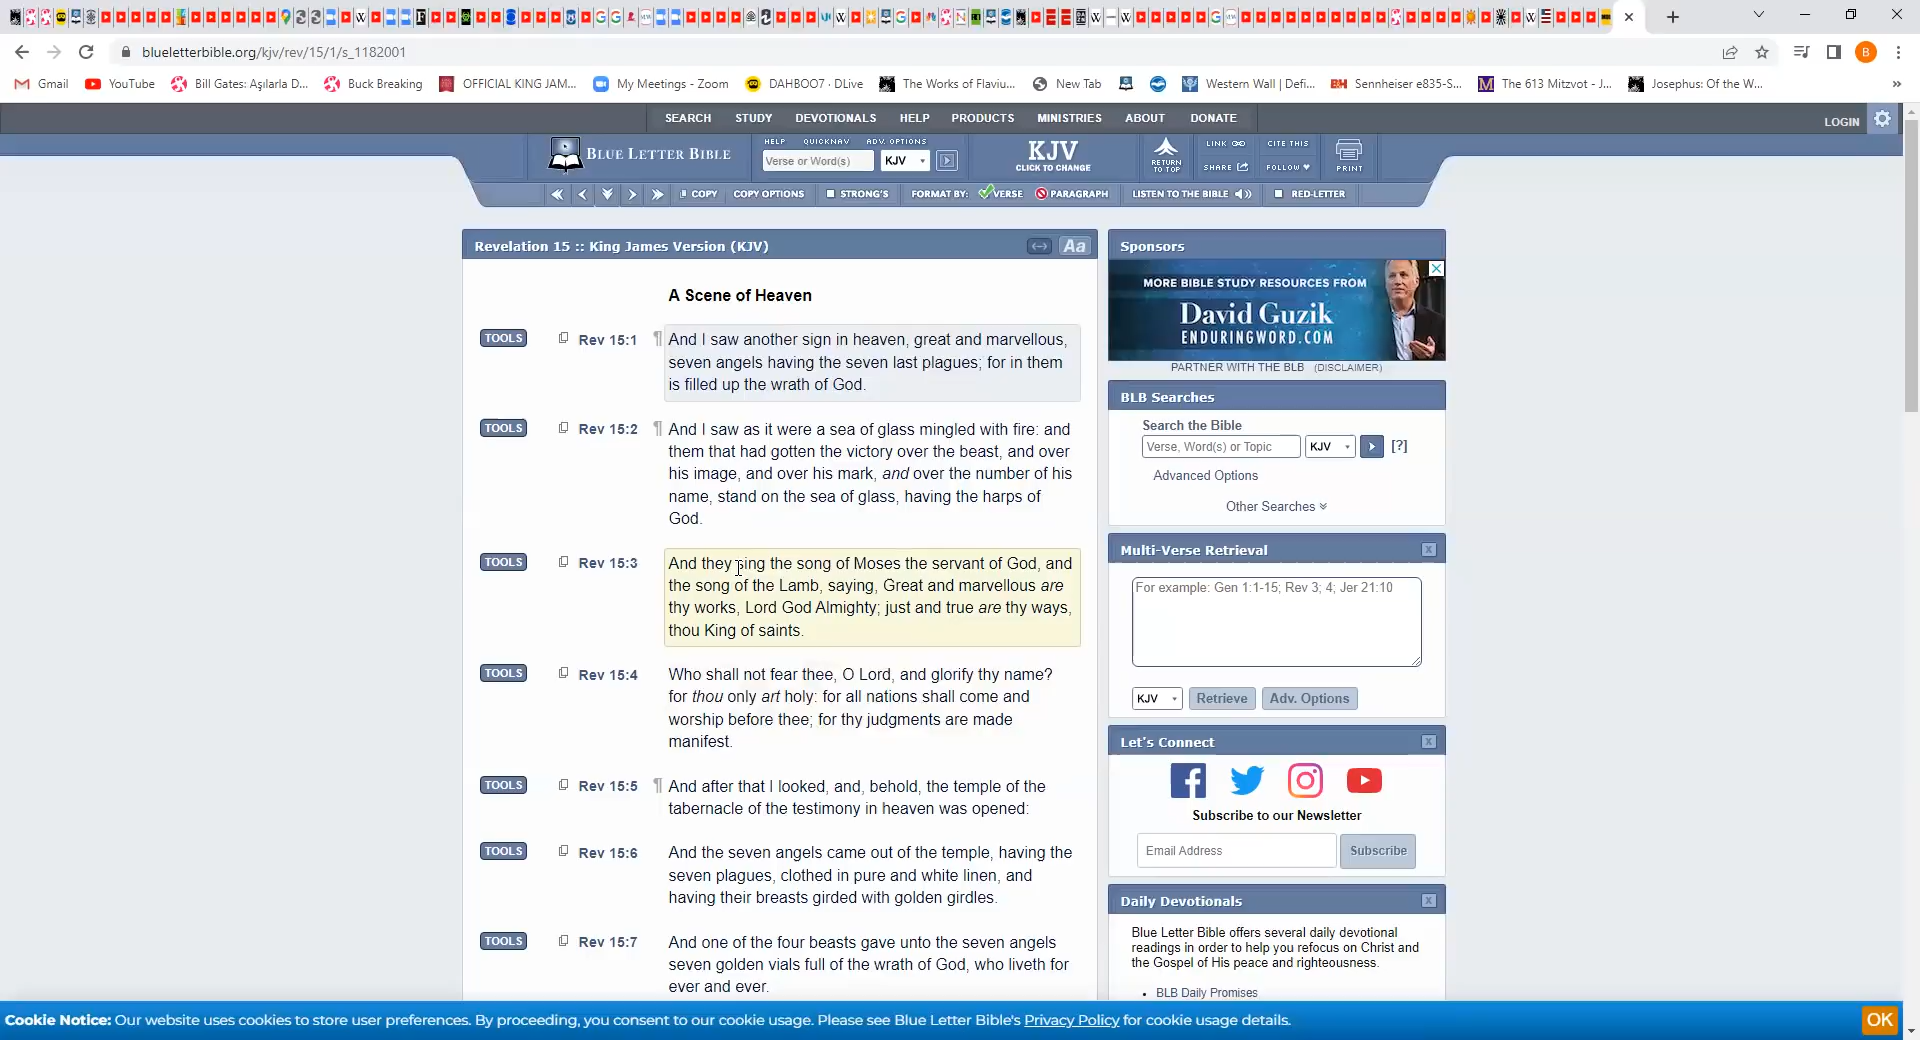 blueletterbible.org/kjv/rev/15/1/s_1182001
B
Gmail
YouTube
Bill Gates: Aşılarla D...
Buck Breaking
OFFICIAL KING JAM...
My Meetings - Zoom
DAHBOO7 · DLive
The Works of Flaviu...
New Tab
Western Wall | Defi...
Sennheiser e835-S...
The 613 Mitzvot - J...
Josephus: Of the W...
SEARCH STUDY DEVOTIONALS HELP PRODUCTS MINISTRIES ABOUT DONATE
LOGIN
BLUE LETTER BIBLE
HELP QUICKNAV ADV. OPTIONS
Verse or Word(s) KJV
KJV
CLICK TO CHANGE
RETURN
TO TOP
LINK
CITE THIS
SHARE
FOLLOW
PRINT
COPY COPY OPTIONS STRONG'S FORMAT BY: VERSE PARAGRAPH LISTEN TO THE BIBLE RED-LETTER
Revelation 15 :: King James Version (KJV)
Aa
A Scene of Heaven
TOOLS Rev 15:1 ¶ And I saw another sign in heaven, great and marvellous,
seven angels having the seven last plagues; for in them
is filled up the wrath of God.
TOOLS Rev 15:2 ¶ And I saw as it were a sea of glass mingled with fire: and
them that had gotten the victory over the beast, and over
his image, and over his mark, and over the number of his
name, stand on the sea of glass, having the harps of
God.
TOOLS Rev 15:3 And they sing the song of Moses the servant of God, and
the song of the Lamb, saying, Great and marvellous are
thy works, Lord God Almighty; just and true are thy ways,
thou King of saints.
TOOLS Rev 15:4 Who shall not fear thee, O Lord, and glorify thy name?
for thou only art holy: for all nations shall come and
worship before thee; for thy judgments are made
manifest.
TOOLS Rev 15:5 ¶ And after that I looked, and, behold, the temple of the
tabernacle of the testimony in heaven was opened:
TOOLS Rev 15:6 And the seven angels came out of the temple, having the
seven plagues, clothed in pure and white linen, and
having their breasts girded with golden girdles.
TOOLS Rev 15:7 And one of the four beasts gave unto the seven angels
seven golden vials full of the wrath of God, who liveth for
ever and ever.
Sponsors
MORE BIBLE STUDY RESOURCES FROM
David Guzik
ENDURINGWORD.COM
PARTNER WITH THE BLB (DISCLAIMER)
BLB Searches
Search the Bible
Verse, Word(s) or Topic KJV [?]
Advanced Options
Other Searches
Multi-Verse Retrieval
For example: Gen 1:1-15; Rev 3; 4; Jer 21:10
KJV Retrieve Adv. Options
Let's Connect
Subscribe to our Newsletter
Email Address Subscribe
Daily Devotionals
Blue Letter Bible offers several daily devotional
readings in order to help you refocus on Christ and
the Gospel of His peace and righteousness.
• BLB Daily Promises
Cookie Notice: Our website uses cookies to store user preferences. By proceeding, you consent to our cookie usage. Please see Blue Letter Bible's Privacy Policy for cookie usage details.
OK